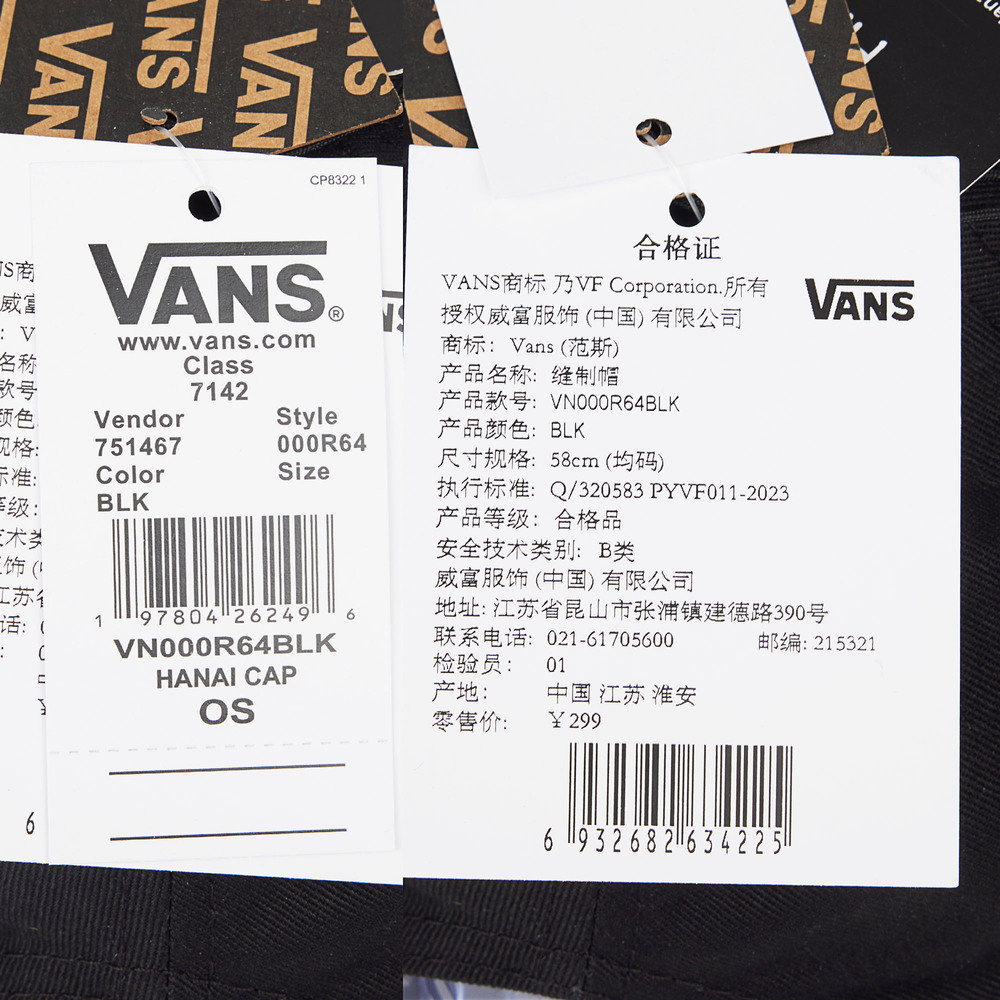 VANS
VANS
VANS
VANS
CP8322 1
VANS®
www.vans.com
Class
7142
Vendor Style
751467 000R64
Color Size
BLK
1 97804 26249 6
VN000R64BLK
HANAI CAP
OS
合格证
VANS商标 乃VF Corporation.所有
VANS
授权威富服饰 (中国) 有限公司
商标: Vans (范斯)
产品名称: 缝制帽
产品款号: VN000R64BLK
产品颜色: BLK
尺寸规格: 58cm (均码)
执行标准: Q/320583 PYVF011-2023
产品等级: 合格品
安全技术类别: B类
威富服饰 (中国) 有限公司
地址: 江苏省昆山市张浦镇建德路390号
联系电话: 021-61705600 邮编: 215321
检验员: 01
产地: 中国 江苏 淮安
零售价: ¥299
6 932682 634225